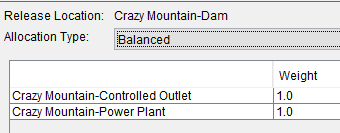 Release Location: Crazy Mountain-Dam
Allocation Type: Balanced
Weight
Crazy Mountain-Controlled Outlet 1.0
Crazy Mountain-Power Plant 1.0